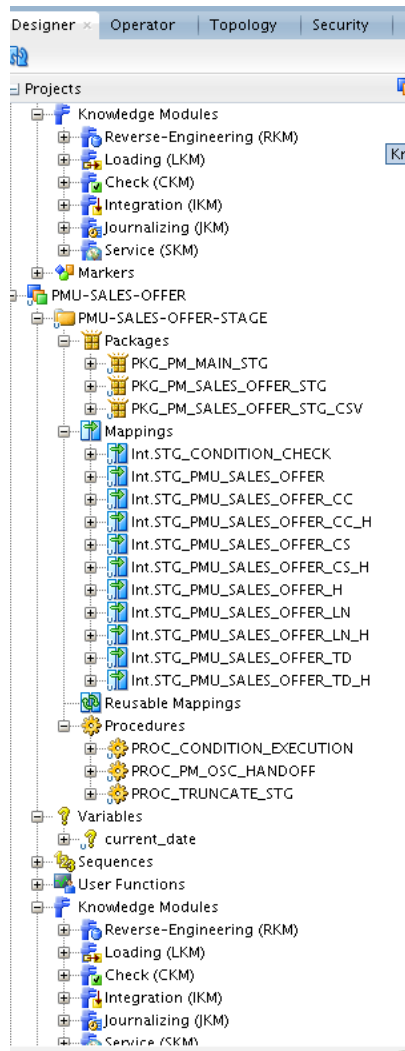 Designer Operator Topology Security
Projects
Knowledge Modules
Reverse-Engineering (RKM)
Loading (LKM)
Check (CKM)
Integration (IKM)
Journalizing (JKM)
Service (SKM)
Markers
PMU-SALES-OFFER
PMU-SALES-OFFER-STAGE
Packages
PKG_PM_MAIN_STG
PKG_PM_SALES_OFFER_STG
PKG_PM_SALES_OFFER_STG_CSV
Mappings
Int.STG_CONDITION_CHECK
Int.STG_PMU_SALES_OFFER
Int.STG_PMU_SALES_OFFER_CC
Int.STG_PMU_SALES_OFFER_CC_H
Int.STG_PMU_SALES_OFFER_CS
Int.STG_PMU_SALES_OFFER_CS_H
Int.STG_PMU_SALES_OFFER_H
Int.STG_PMU_SALES_OFFER_LN
Int.STG_PMU_SALES_OFFER_LN_H
Int.STG_PMU_SALES_OFFER_TD
Int.STG_PMU_SALES_OFFER_TD_H
Reusable Mappings
Procedures
PROC_CONDITION_EXECUTION
PROC_PM_OSC_HANDOFF
PROC_TRUNCATE_STG
Variables
current_date
Sequences
User Functions
Knowledge Modules
Reverse-Engineering (RKM)
Loading (LKM)
Check (CKM)
Integration (IKM)
Journalizing (JKM)
Service (SKM)